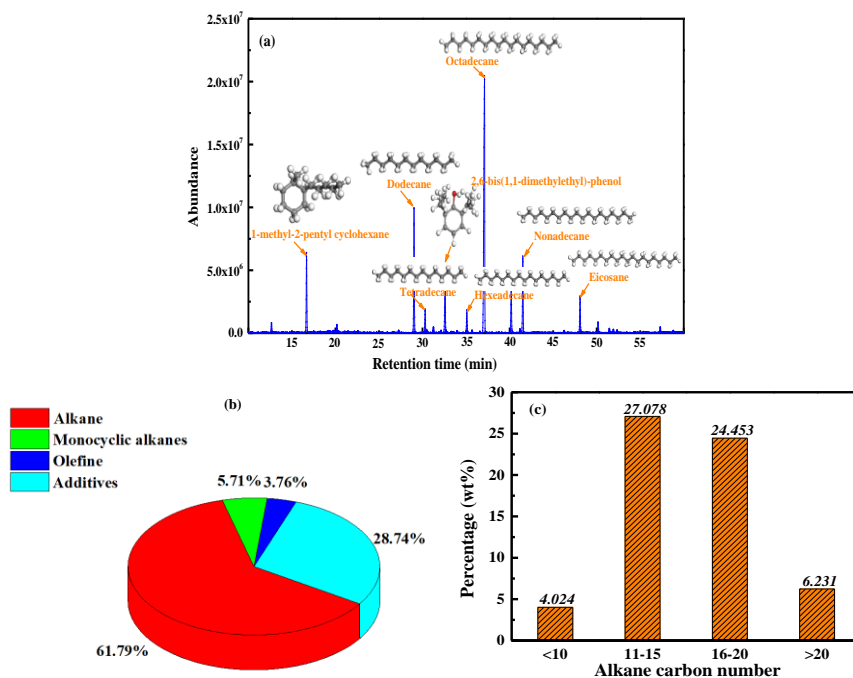 (a)
2.5x10⁷
2.0x10⁷
1.5x10⁷
1.0x10⁷
5.0x10⁶
0.0
Abundance
Octadecane
2,6-bis(1,1-dimethylethyl)-phenol
Dodecane
1-methyl-2-pentyl cyclohexane
Nonadecane
Tetradecane
Hexeadecane
Eicosane
15 20 25 30 35 40 45 50 55
Retention time (min)
(b)
Alkane
Monocyclic alkanes
Olefine
Additives
5.71%
3.76%
28.74%
61.79%
(c)
30
25
20
15
10
5
0
Percentage (wt%)
4.024
27.078
24.453
6.231
<10 11-15 16-20 >20
Alkane carbon number